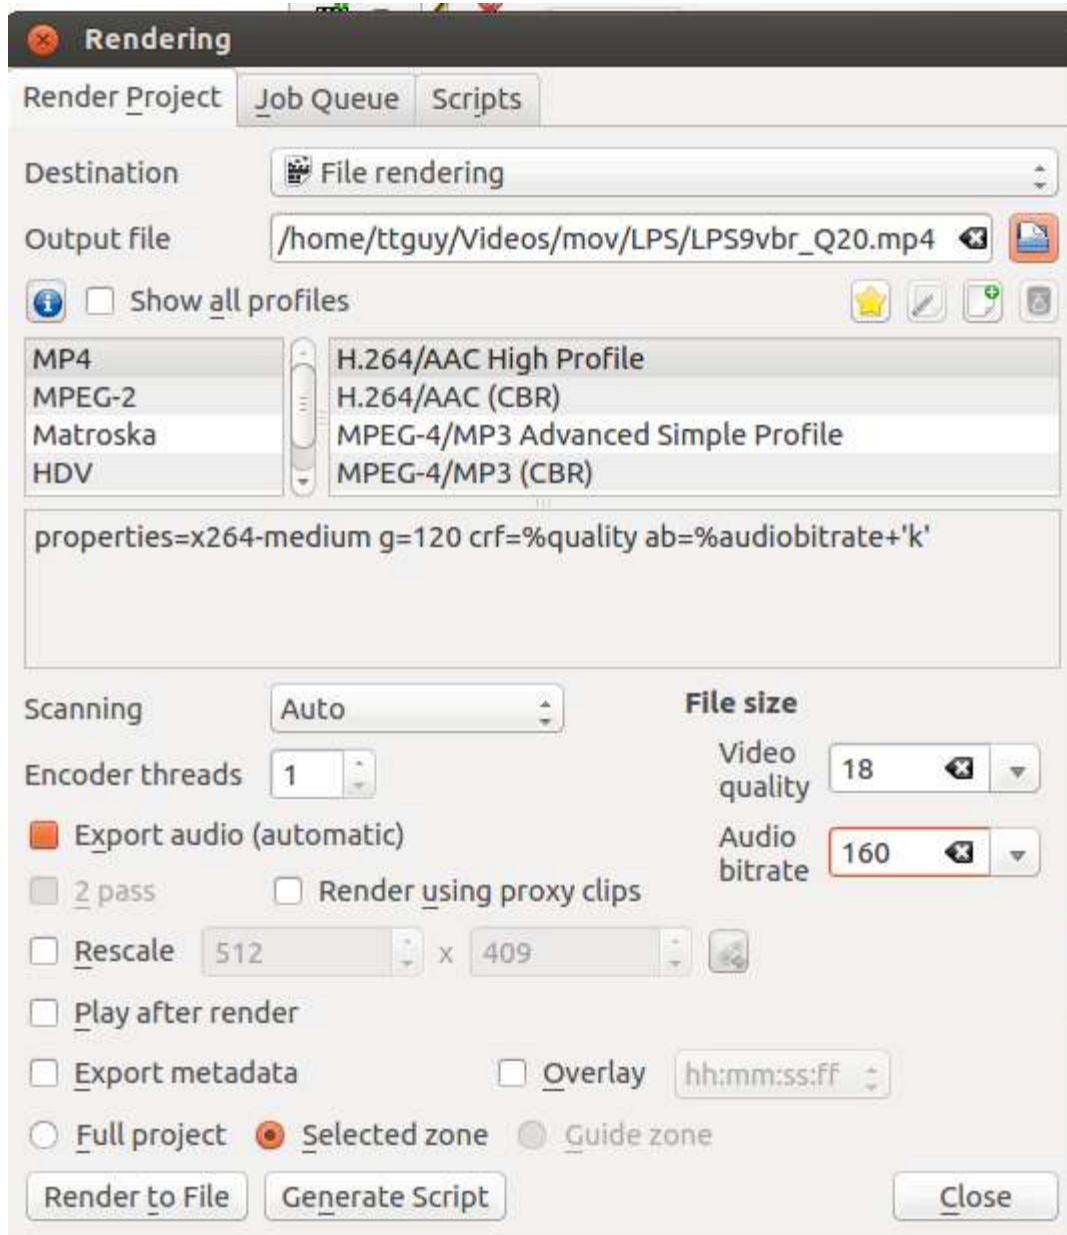 Rendering
Render Project Job Queue Scripts
Destination File rendering
Output file /home/ttguy/Videos/mov/LPS/LPS9vbr_Q20.mp4
Show all profiles
MP4 H.264/AAC High Profile
MPEG-2 H.264/AAC (CBR)
Matroska MPEG-4/MP3 Advanced Simple Profile
HDV MPEG-4/MP3 (CBR)
properties=x264-medium g=120 crf=%quality ab=%audiobitrate+'k'
Scanning Auto File size
Encoder threads 1 Video quality 18
Export audio (automatic) Audio bitrate 160
2 pass Render using proxy clips
Rescale 512 x 409
Play after render
Export metadata Overlay hh:mm:ss:ff
Full project Selected zone Guide zone
Render to File Generate Script Close